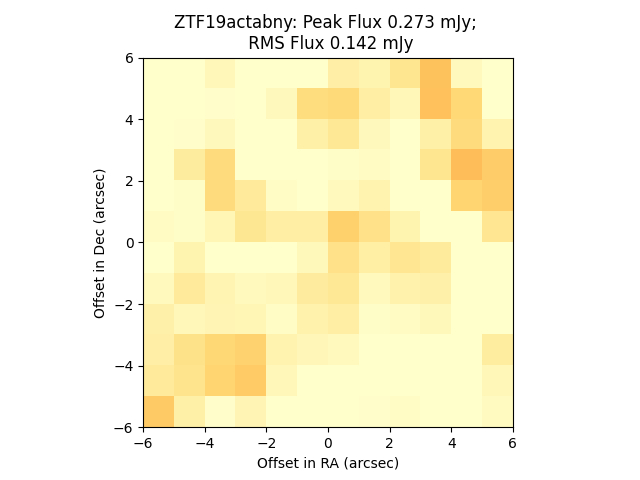 ZTF19actabny: Peak Flux 0.273 mJy;
RMS Flux 0.142 mJy
6
4
2
0
−2
−4
−6
Offset in Dec (arcsec)
−6 −4 −2 0 2 4 6
Offset in RA (arcsec)